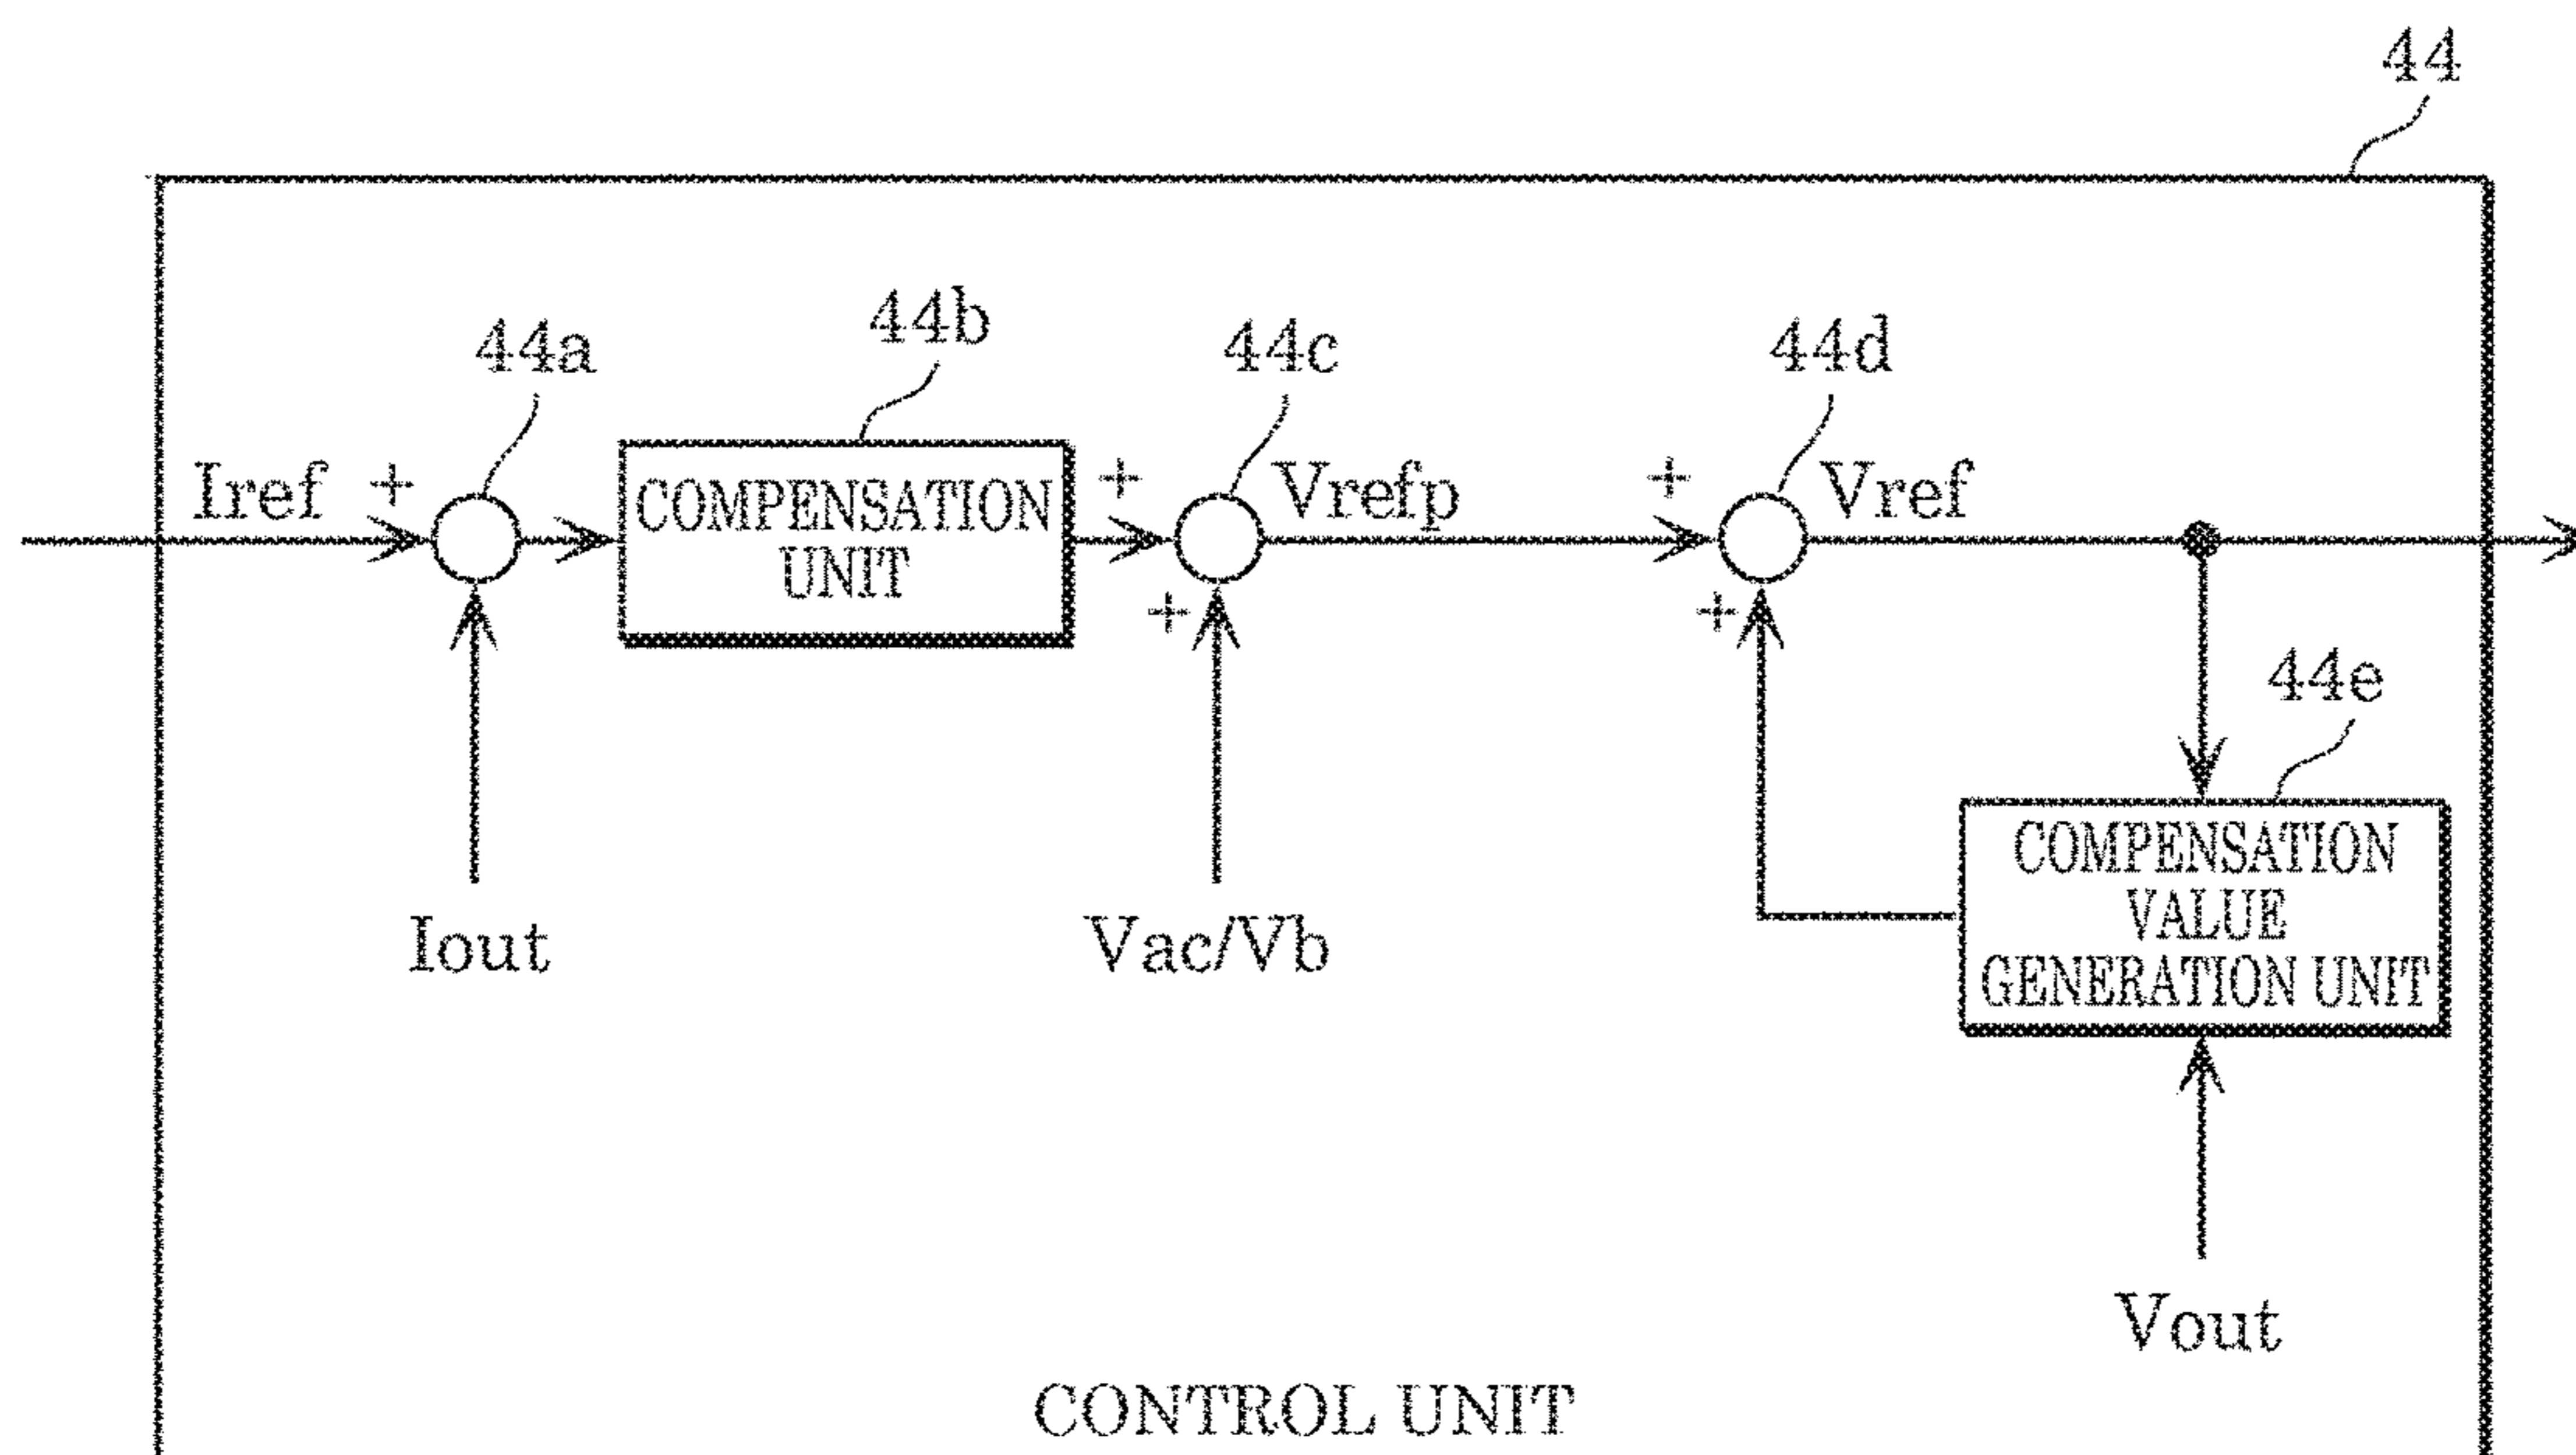 44
44a
44b
44c
44d
Iref
+
COMPENSATION
UNIT
+
+
Vrefp
+
+
Vref
44e
COMPENSATION
VALUE
GENERATION UNIT
Iout
Vac/Vb
Vout
CONTROL UNIT